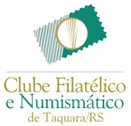 Clube Filatélico
e Numismático
de Taquara/RS